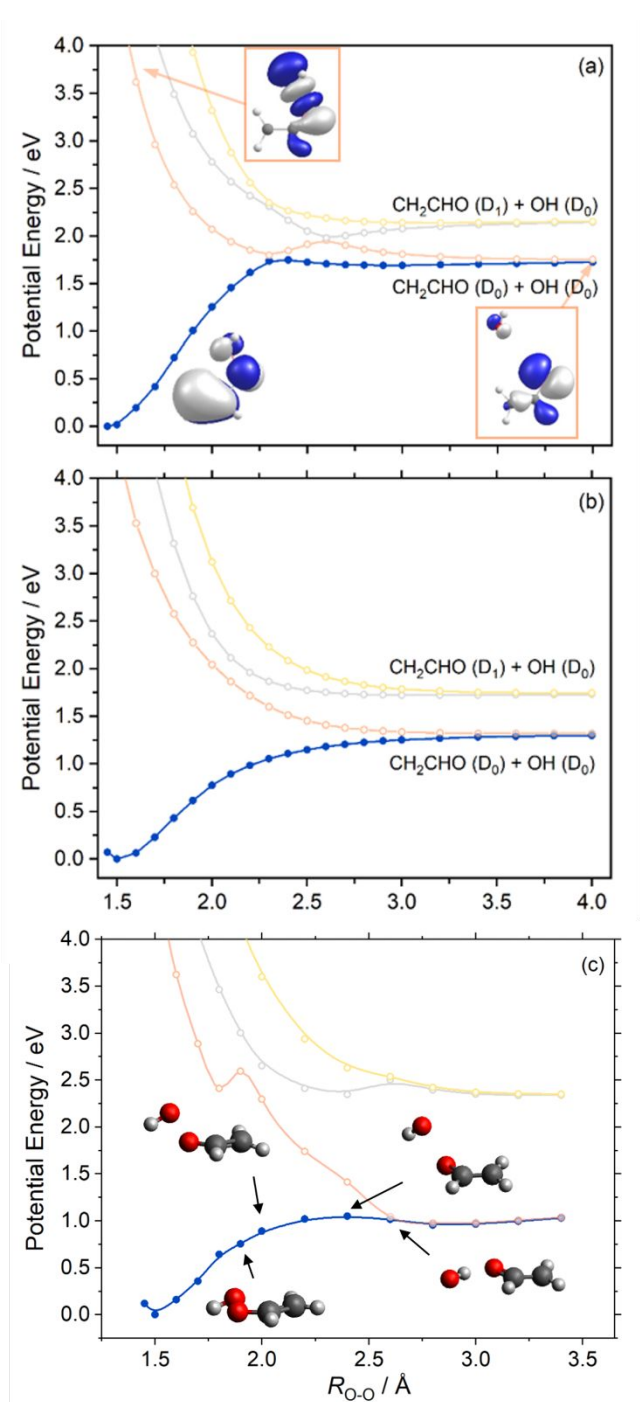 (a)
4.0
3.5
3.0
2.5
2.0
1.5
1.0
0.5
0.0
Potential Energy / eV
CH₂CHO (D₁) + OH (D₀)
CH₂CHO (D₀) + OH (D₀)
(b)
4.0
3.5
3.0
2.5
2.0
1.5
1.0
0.5
0.0
Potential Energy / eV
CH₂CHO (D₁) + OH (D₀)
CH₂CHO (D₀) + OH (D₀)
1.5 2.0 2.5 3.0 3.5 4.0
(c)
4.0
3.5
3.0
2.5
2.0
1.5
1.0
0.5
0.0
Potential Energy / eV
1.5 2.0 2.5 3.0 3.5
R_O-O / Å